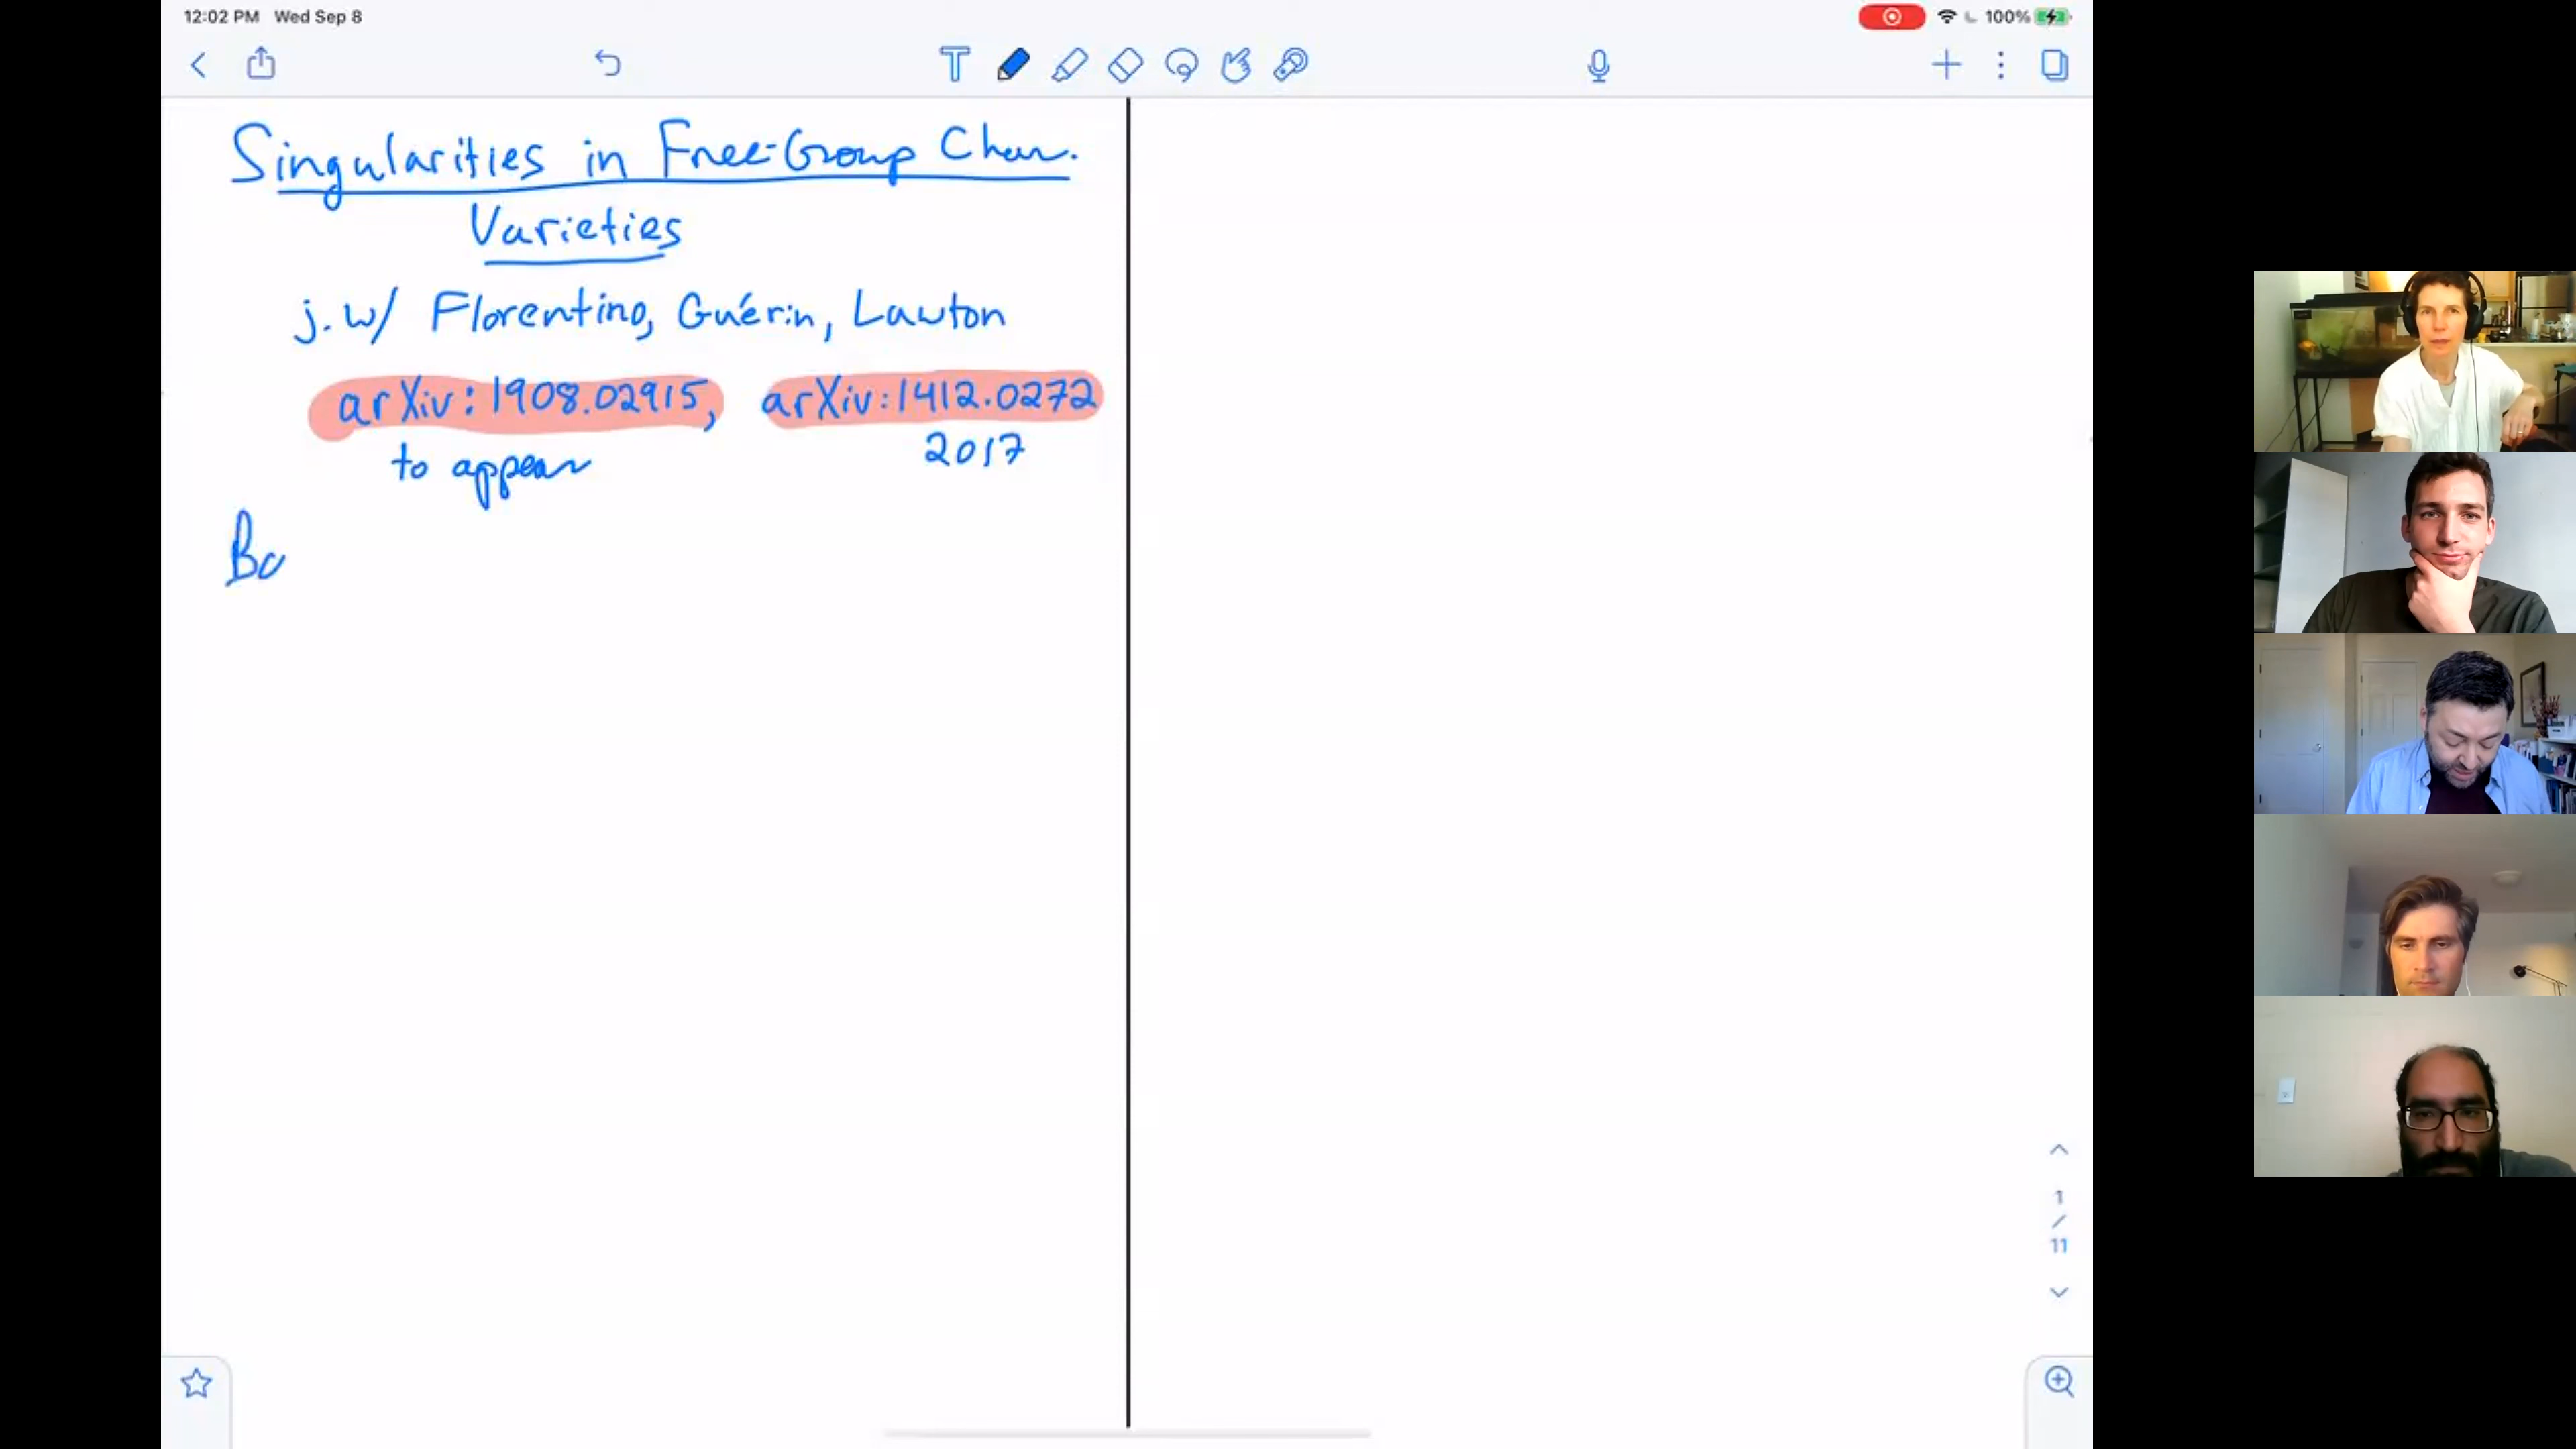 12:02 PM Wed Sep 8
100%
T
Singularities in Free-Group Char.
Varieties
j.w/ Florentino, Guérin, Lawton
arXiv:1908.02915, arXiv:1412.0272
to appear 2017
Ba
1
/
11